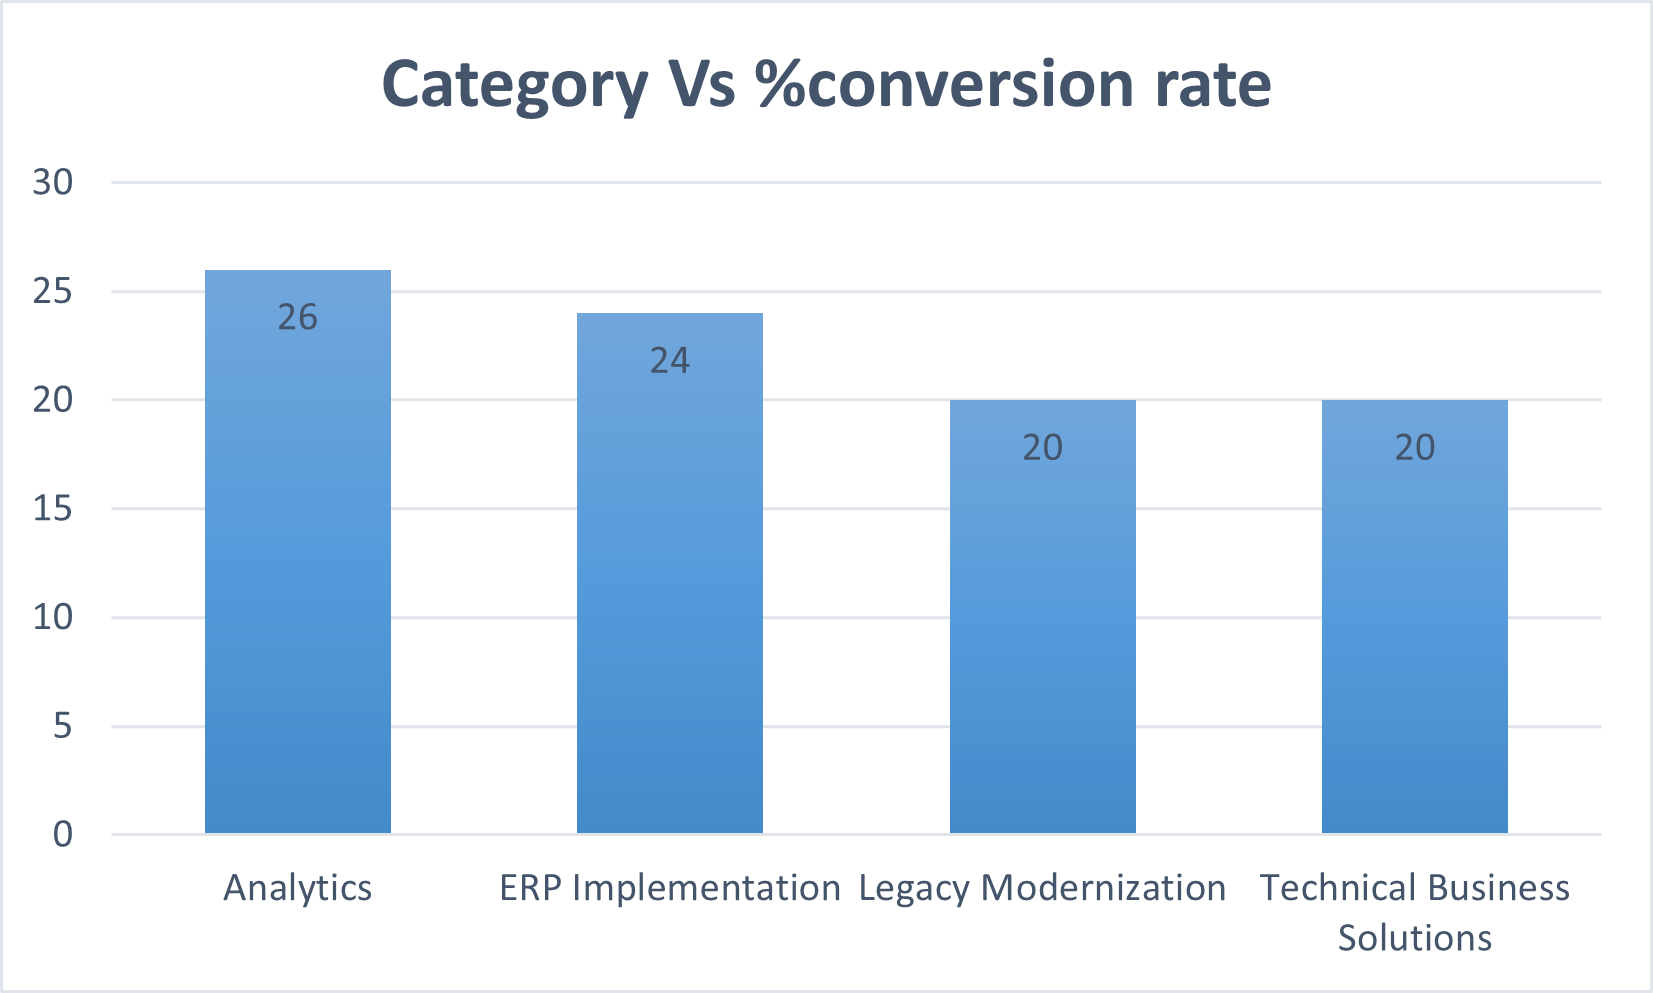 Category Vs %conversion rate
30
25
20
15
10
5
0
26
24
20
20
Analytics
ERP Implementation
Legacy Modernization
Technical Business
Solutions